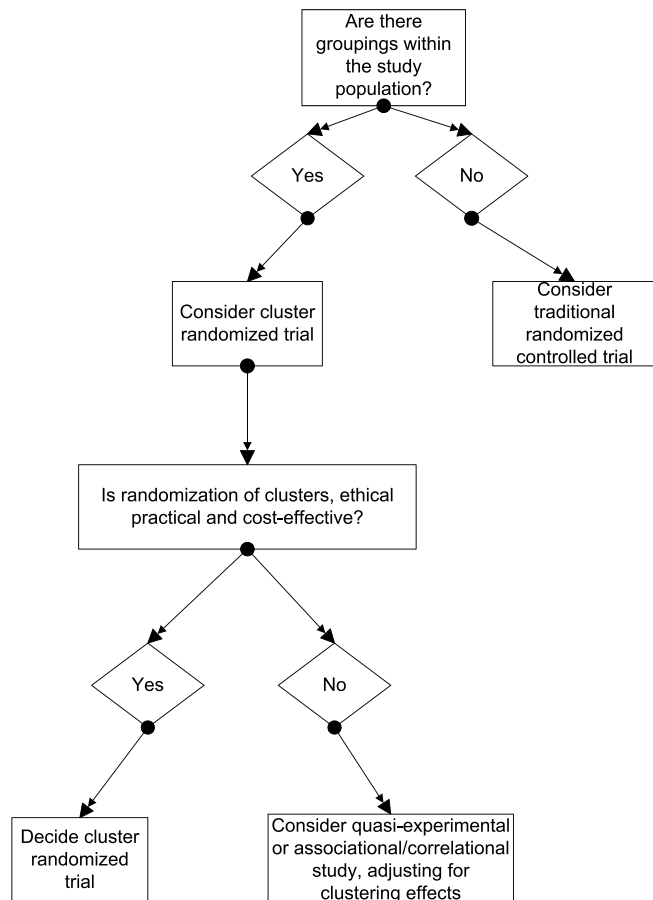 Are there
groupings within
the study
population?
Yes
No
Consider cluster
randomized trial
Consider
traditional
randomized
controlled trial
Is randomization of clusters, ethical
practical and cost-effective?
Yes
No
Decide cluster
randomized
trial
Consider quasi-experimental
or associational/correlational
study, adjusting for
clustering effects